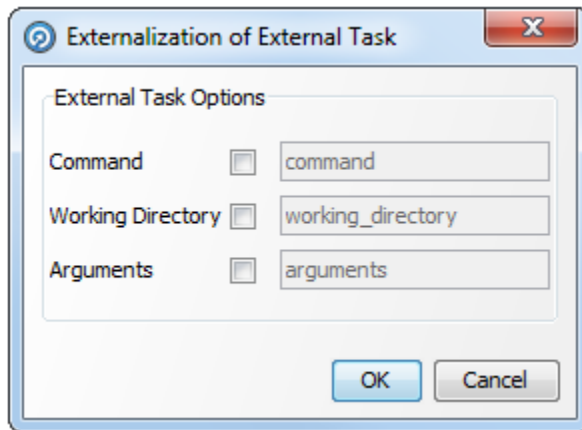 Externalization of External Task
External Task Options
Command command
Working Directory working_directory
Arguments arguments
OK Cancel